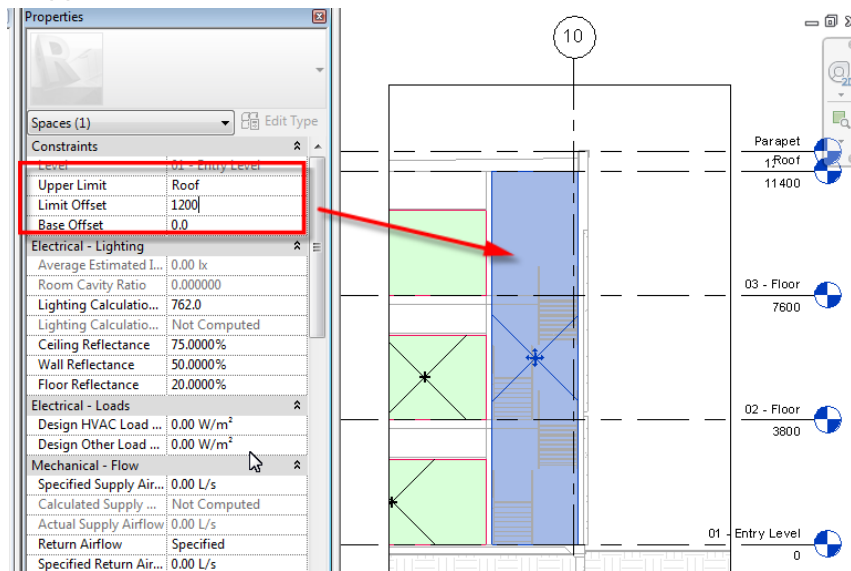 Properties
Spaces (1)
Edit Type
Constraints
Level 01 - Entry Level
Upper Limit Roof
Limit Offset 1200
Base Offset 0.0
Electrical - Lighting
Average Estimated I... 0.00 lx
Room Cavity Ratio 0.000000
Lighting Calculatio... 762.0
Lighting Calculatio... Not Computed
Ceiling Reflectance 75.0000%
Wall Reflectance 50.0000%
Floor Reflectance 20.0000%
Electrical - Loads
Design HVAC Load ... 0.00 W/m²
Design Other Load ... 0.00 W/m²
Mechanical - Flow
Specified Supply Air... 0.00 L/s
Calculated Supply ... Not Computed
Actual Supply Airflow 0.00 L/s
Return Airflow Specified
Specified Return Air... 0.00 L/s
10
2D
Parapet
Roof
11400
03 - Floor
7600
02 - Floor
3800
01 - Entry Level
0